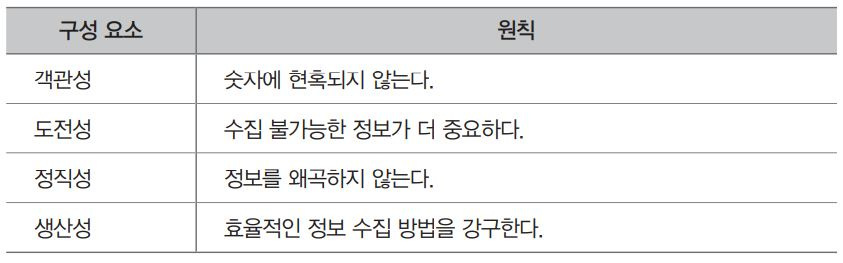 구성 요소 원칙
객관성 숫자에 현혹되지 않는다.
도전성 수집 불가능한 정보가 더 중요하다.
정직성 정보를 왜곡하지 않는다.
생산성 효율적인 정보 수집 방법을 강구한다.